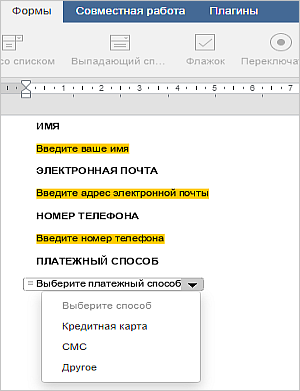 Формы Совместная работа Плагины
со списком Выпадающий сп... Флажок Переключат
1 2 3 4 5 6 7
ИМЯ
Введите ваше имя
ЭЛЕКТРОННАЯ ПОЧТА
Введите адрес электронной почты
НОМЕР ТЕЛЕФОНА
Введите номер телефона
ПЛАТЕЖНЫЙ СПОСОБ
Выберите платежный способ
Выберите способ
Кредитная карта
СМС
Другое